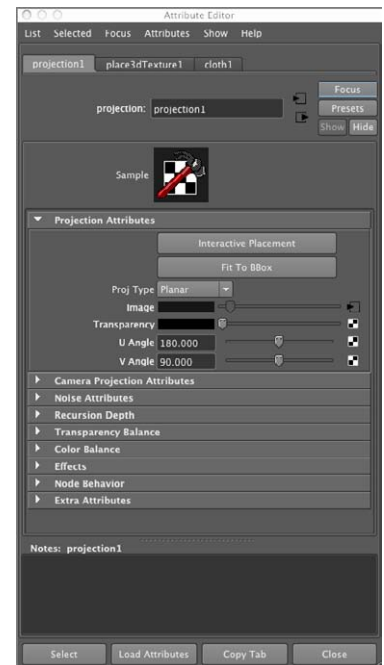 Attribute Editor
List Selected Focus Attributes Show Help
projection1 place3dTexture1 cloth1
Focus
projection: projection1
Presets
Show Hide
Sample
Projection Attributes
Interactive Placement
Fit To BBox
Proj Type Planar
Image
Transparency
U Angle 180.000
V Angle 90.000
Camera Projection Attributes
Noise Attributes
Recursion Depth
Transparency Balance
Color Balance
Effects
Node Behavior
Extra Attributes
Notes: projection1
Select Load Attributes Copy Tab Close